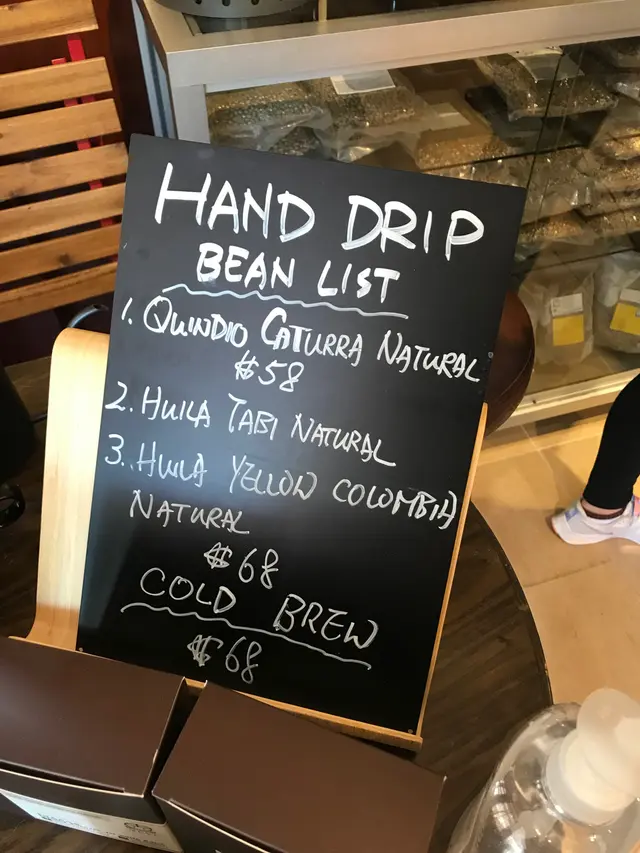 HAND DRIP
BEAN LIST
1. QUINDIO CATURRA NATURAL
$58
2. HUILA TABI NATURAL
3. HUILA YELLOW COLOMBIA
NATURAL
$68
COLD BREW
$68